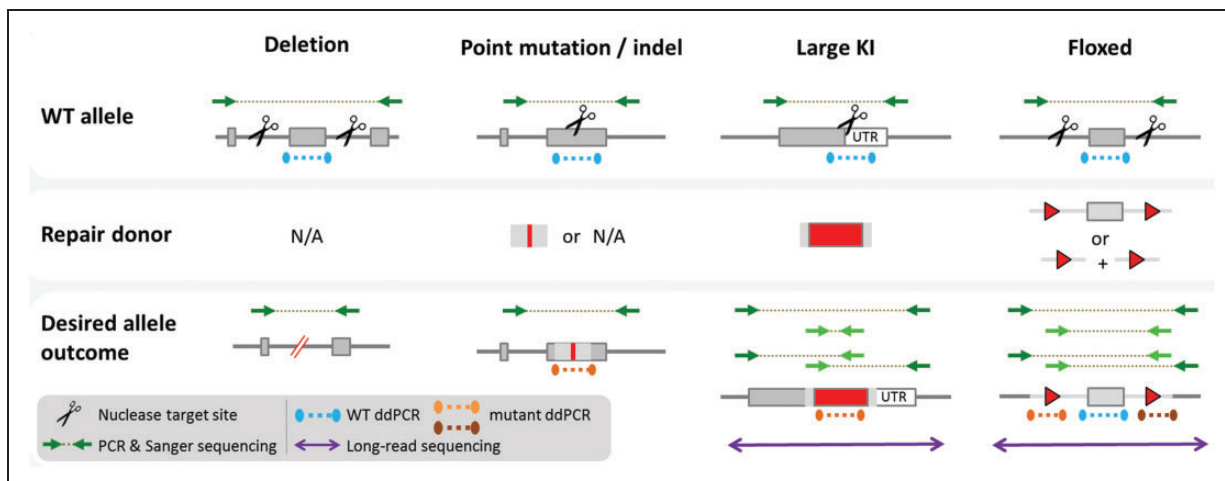 Deletion
Point mutation / indel
Large KI
Floxed
WT allele
UTR
Repair donor
N/A
or N/A
or
+
Desired allele
outcome
UTR
Nuclease target site
WT ddPCR
mutant ddPCR
PCR & Sanger sequencing
Long-read sequencing